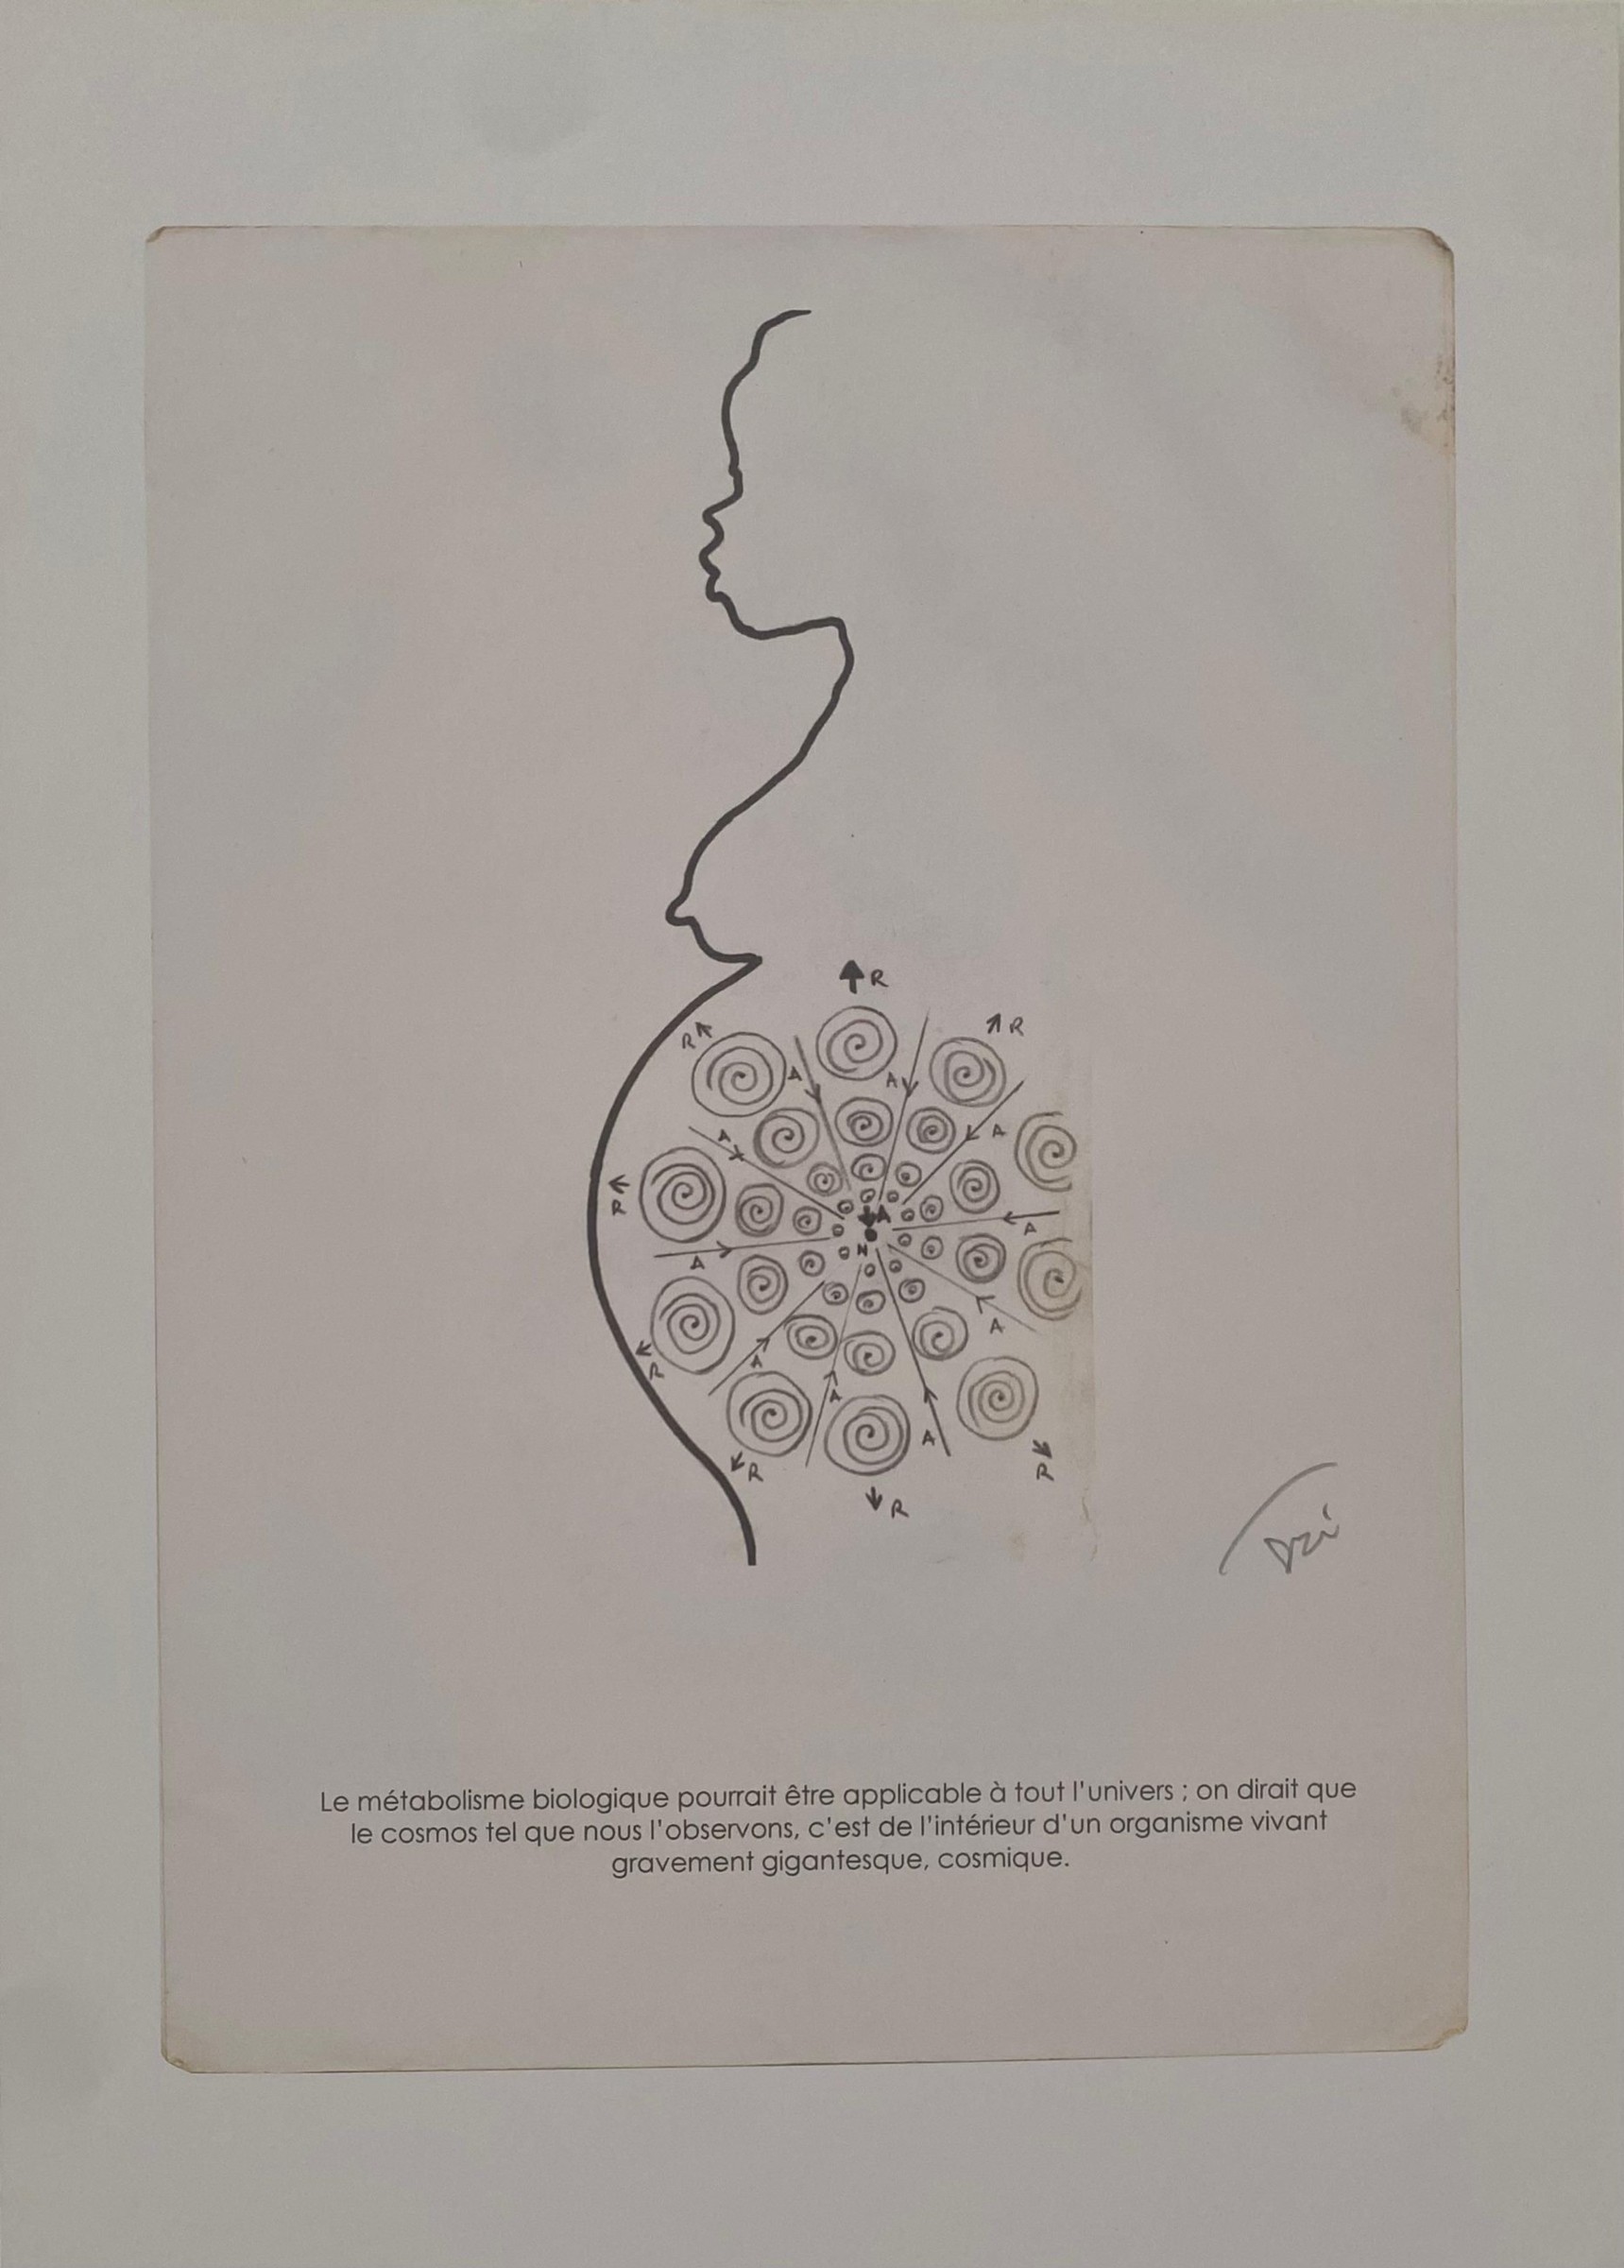 R
R
R
A
A
A
A
R
A
A
N
A
A
R
A
A
A
R
R
R
Le métabolisme biologique pourrait être applicable à tout l'univers ; on dirait que
le cosmos tel que nous l'observons, c'est de l'intérieur d'un organisme vivant
gravement gigantesque, cosmique.